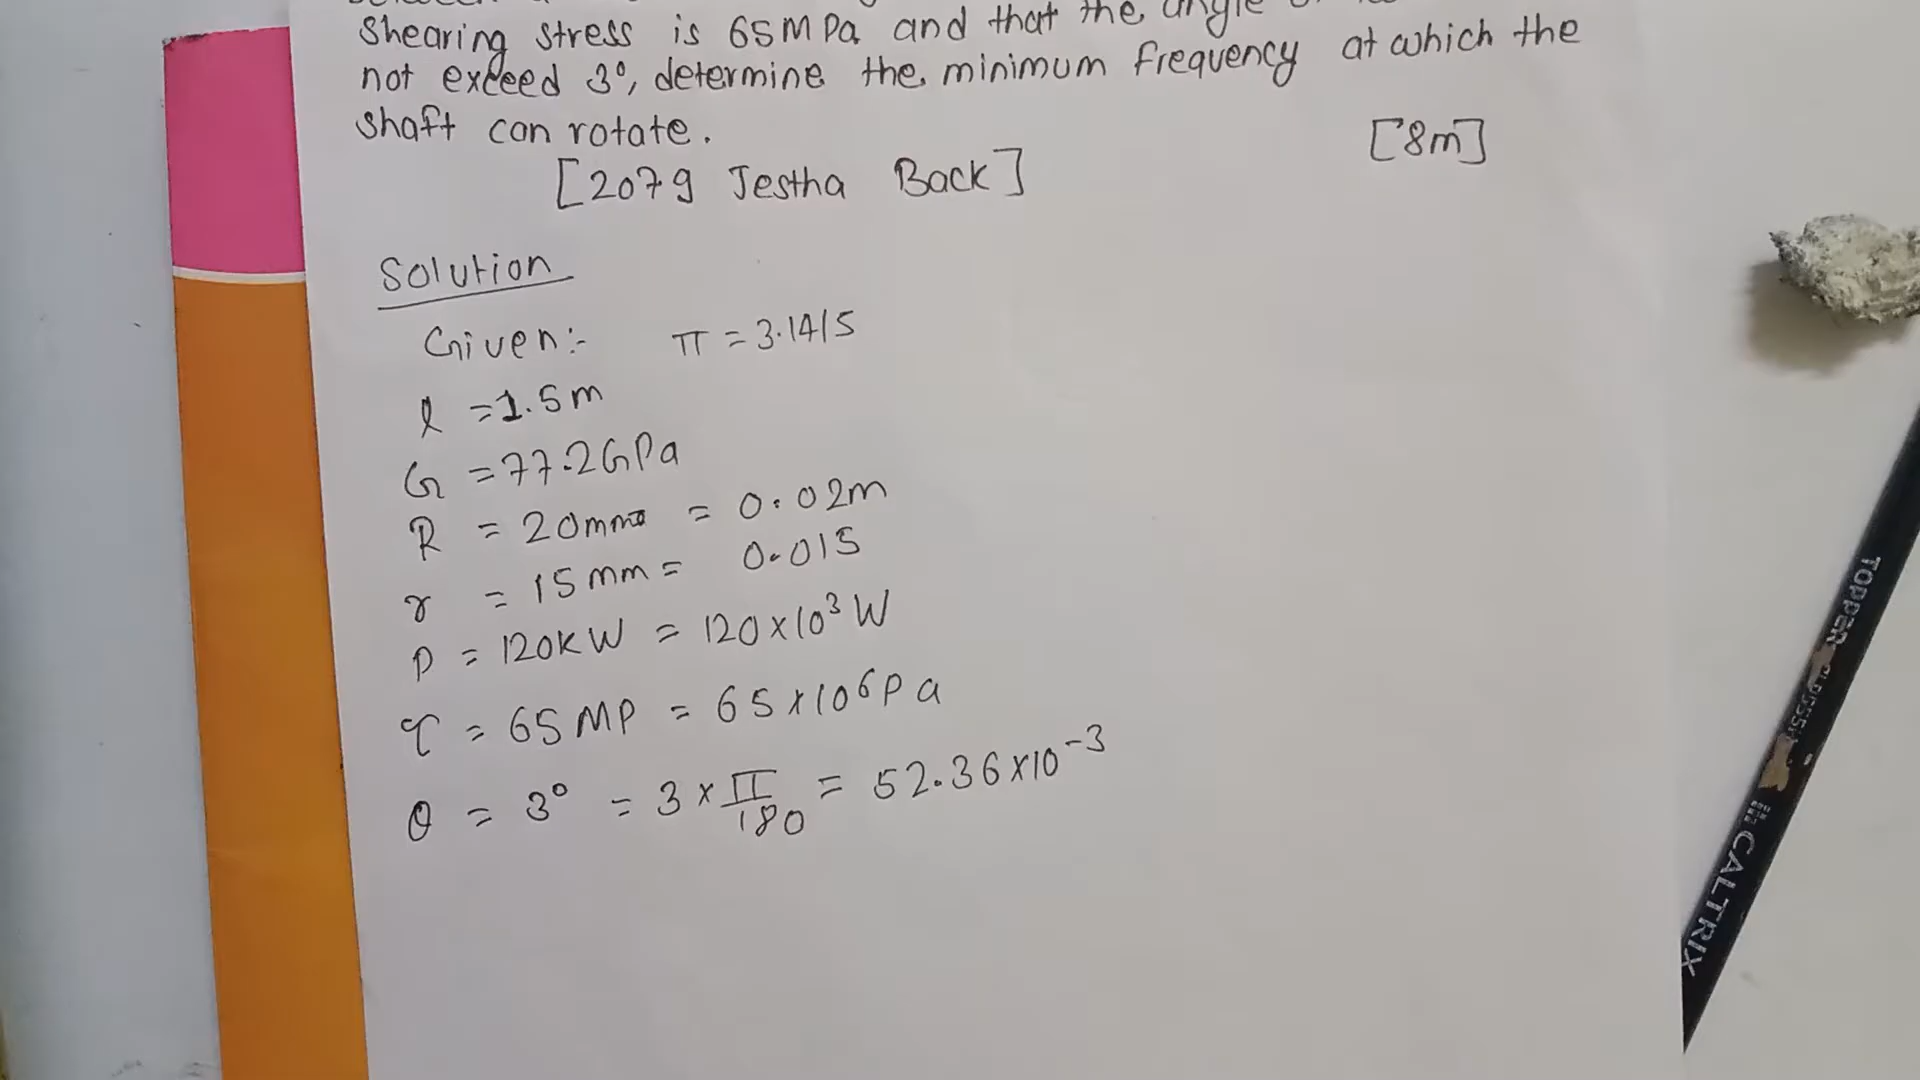 shearing stress is 65MPa and that the angle
not exceed 3°, determine the minimum frequency at which the
shaft can rotate.
[8m]
[2079 Jestha Back]
Solution
Given:- π = 3.1415
l = 1.5m
G = 77.2GPa
R = 20mm = 0.02m
r = 15mm = 0.015
P = 120kW = 120×10³ W
τ = 65MP = 65×10⁶Pa
θ = 3° = 3 × π/180 = 52.36×10⁻³
TOPPER
CALTRIX